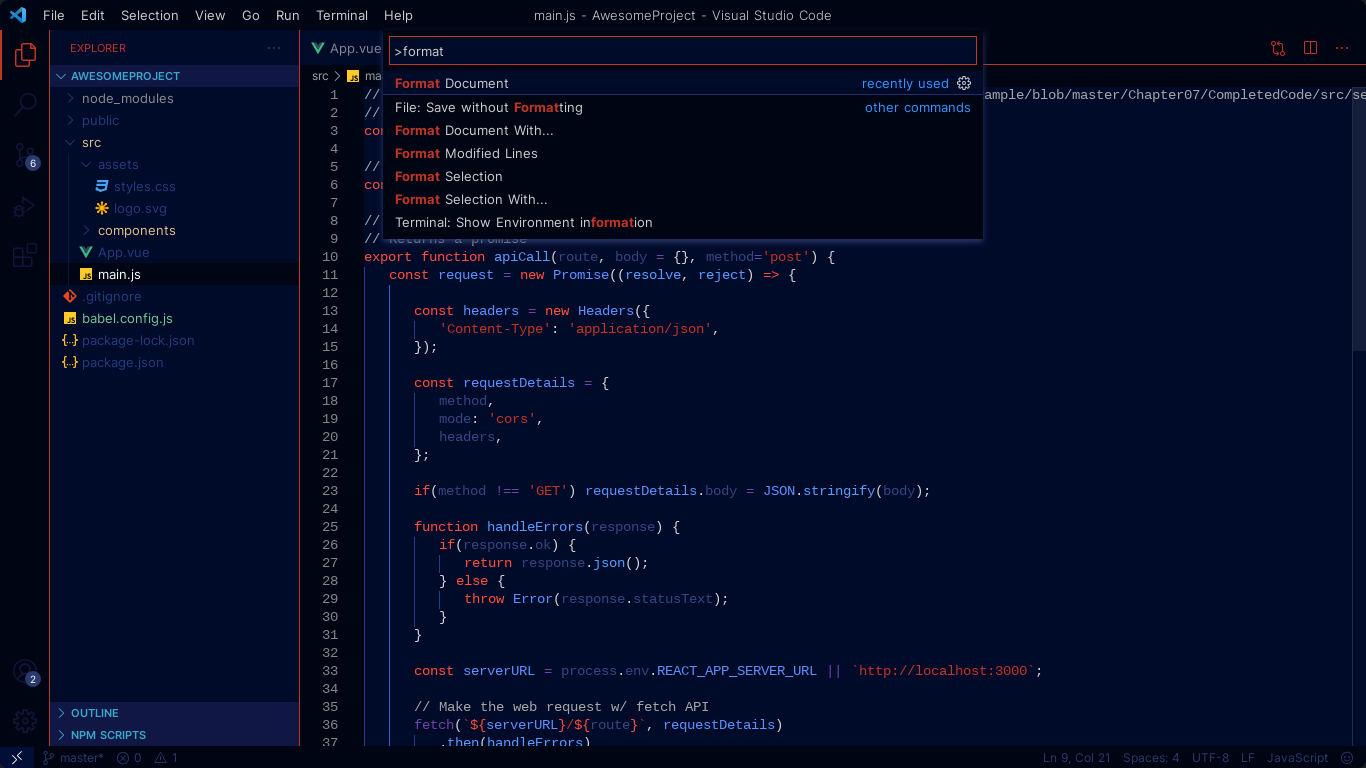 File Edit Selection View Go Run Terminal Help
main.js - AwesomeProject - Visual Studio Code
EXPLORER
AWESOMEPROJECT
node_modules
public
src
assets
styles.css
logo.svg
components
App.vue
main.js
.gitignore
babel.config.js
package-lock.json
package.json
OUTLINE
NPM SCRIPTS
6
2
App.vue
>format
Format Document recently used
File: Save without Formatting other commands
Format Document With...
Format Modified Lines
Format Selection
Format Selection With...
Terminal: Show Environment information
src
1 // ample/blob/master/Chapter07/CompletedCode/src/se
2 //
3
4
5 //
6
7
8 //
9 // Returns a promise
10 export function apiCall(route, body = {}, method='post') {
11 const request = new Promise((resolve, reject) => {
12
13 const headers = new Headers({
14 'Content-Type': 'application/json',
15 });
16
17 const requestDetails = {
18 method,
19 mode: 'cors',
20 headers,
21 };
22
23 if(method !== 'GET') requestDetails.body = JSON.stringify(body);
24
25 function handleErrors(response) {
26 if(response.ok) {
27 return response.json();
28 } else {
29 throw Error(response.statusText);
30 }
31 }
32
33 const serverURL = process.env.REACT_APP_SERVER_URL || `http://localhost:3000`;
34
35 // Make the web request w/ fetch API
36 fetch(`${serverURL}/${route}`, requestDetails)
37 .then(handleErrors)
master* 0 1
Ln 9, Col 21 Spaces: 4 UTF-8 LF JavaScript